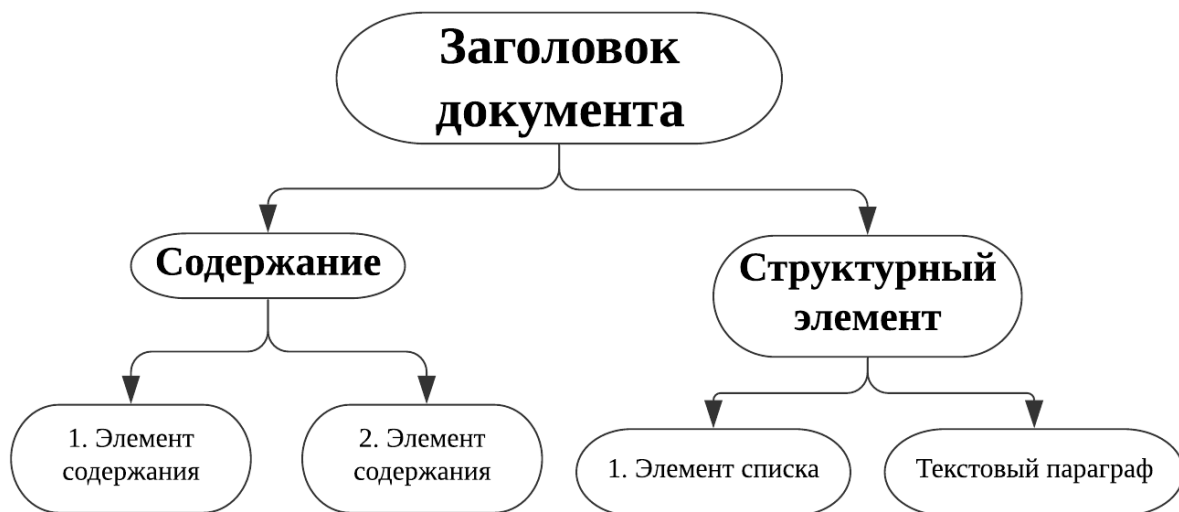 Заголовок
документа
Содержание
Структурный
элемент
1. Элемент
содержания
2. Элемент
содержания
1. Элемент списка
Текстовый параграф